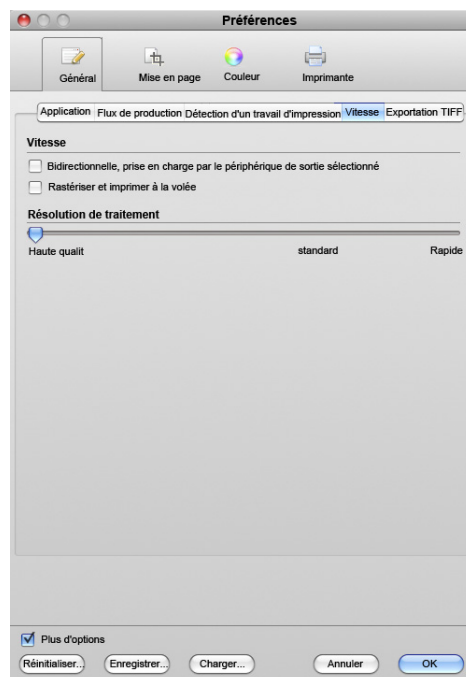 Préférences
Général Mise en page Couleur Imprimante
Application Flux de production Détection d'un travail d'impression Vitesse Exportation TIFF
Vitesse
Bidirectionnelle, prise en charge par le périphérique de sortie sélectionné
Rastériser et imprimer à la volée
Résolution de traitement
Haute qualit standard Rapide
Plus d'options
Réinitialiser... Enregistrer... Charger... Annuler OK